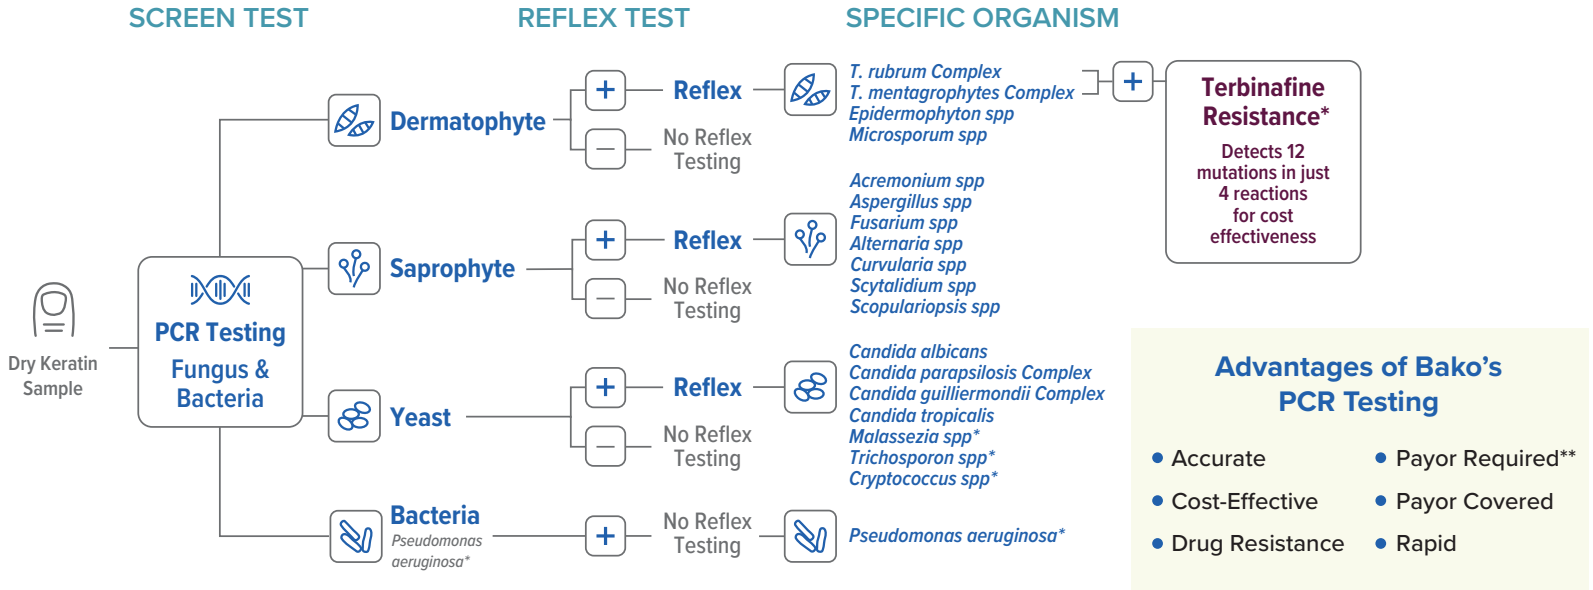 SCREEN TEST
REFLEX TEST
SPECIFIC ORGANISM
Dry Keratin
Sample
PCR Testing
Fungus &
Bacteria
Dermatophyte
+
Reflex
−
No Reflex
Testing
T. rubrum Complex
T. mentagrophytes Complex
Epidermophyton spp
Microsporum spp
+
Terbinafine
Resistance*
Detects 12
mutations in just
4 reactions
for cost
effectiveness
Saprophyte
+
Reflex
−
No Reflex
Testing
Acremonium spp
Aspergillus spp
Fusarium spp
Alternaria spp
Curvularia spp
Scytalidium spp
Scopulariopsis spp
Yeast
+
Reflex
−
No Reflex
Testing
Candida albicans
Candida parapsilosis Complex
Candida guilliermondii Complex
Candida tropicalis
Malassezia spp*
Trichosporon spp*
Cryptococcus spp*
Bacteria
Pseudomonas
aeruginosa*
+
No Reflex
Testing
Pseudomonas aeruginosa*
Advantages of Bako’s
PCR Testing
• Accurate
• Cost-Effective
• Drug Resistance
• Payor Required**
• Payor Covered
• Rapid